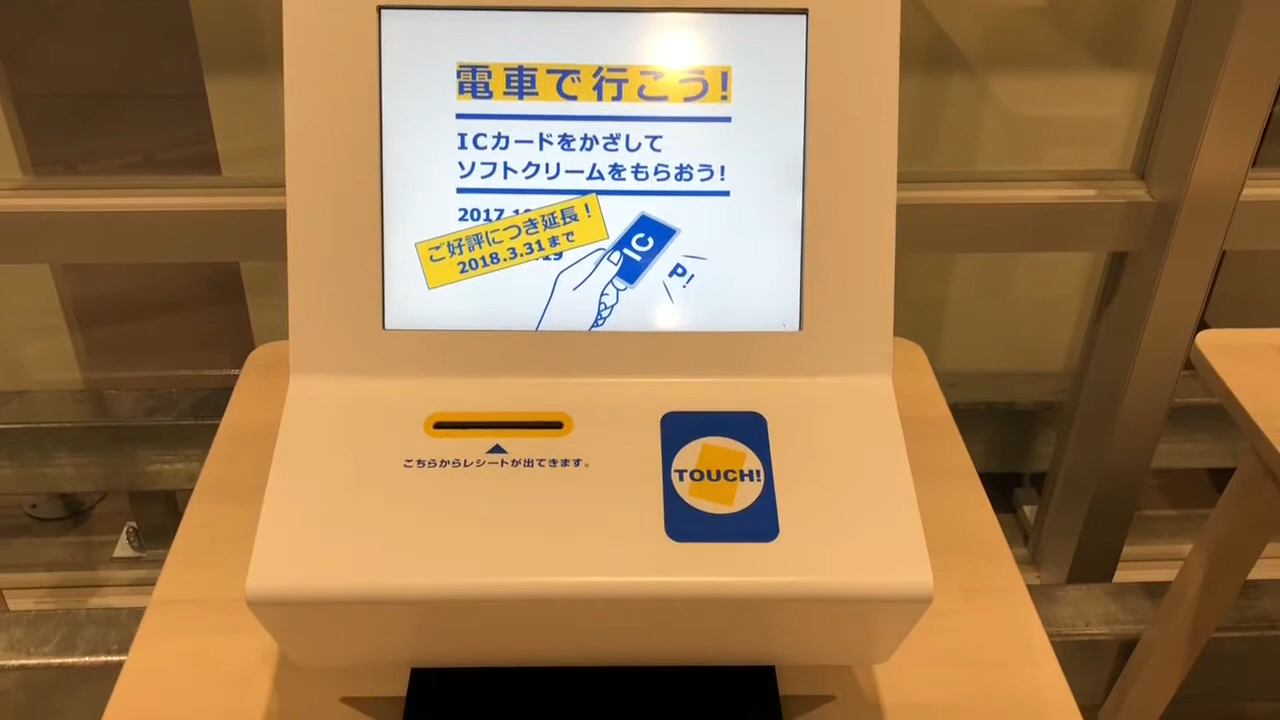 電車で行こう!
ICカードをかざして
ソフトクリームをもらおう!
2017
ご好評につき延長!
2018.3.31まで
IC
P!
こちらからレシートが出てきます。
TOUCH!